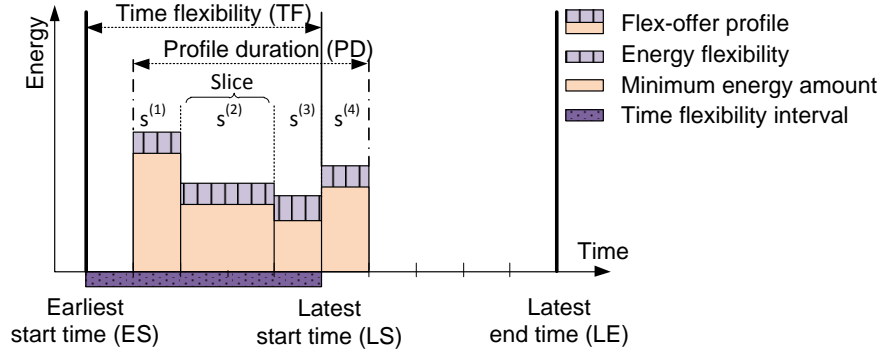 Time flexibility (TF)
Profile duration (PD)
Slice
s(1)
s(2)
s(3)
s(4)
Energy
Time
Earliest
start time (ES)
Latest
start time (LS)
Latest
end time (LE)
Flex-offer profile
Energy flexibility
Minimum energy amount
Time flexibility interval